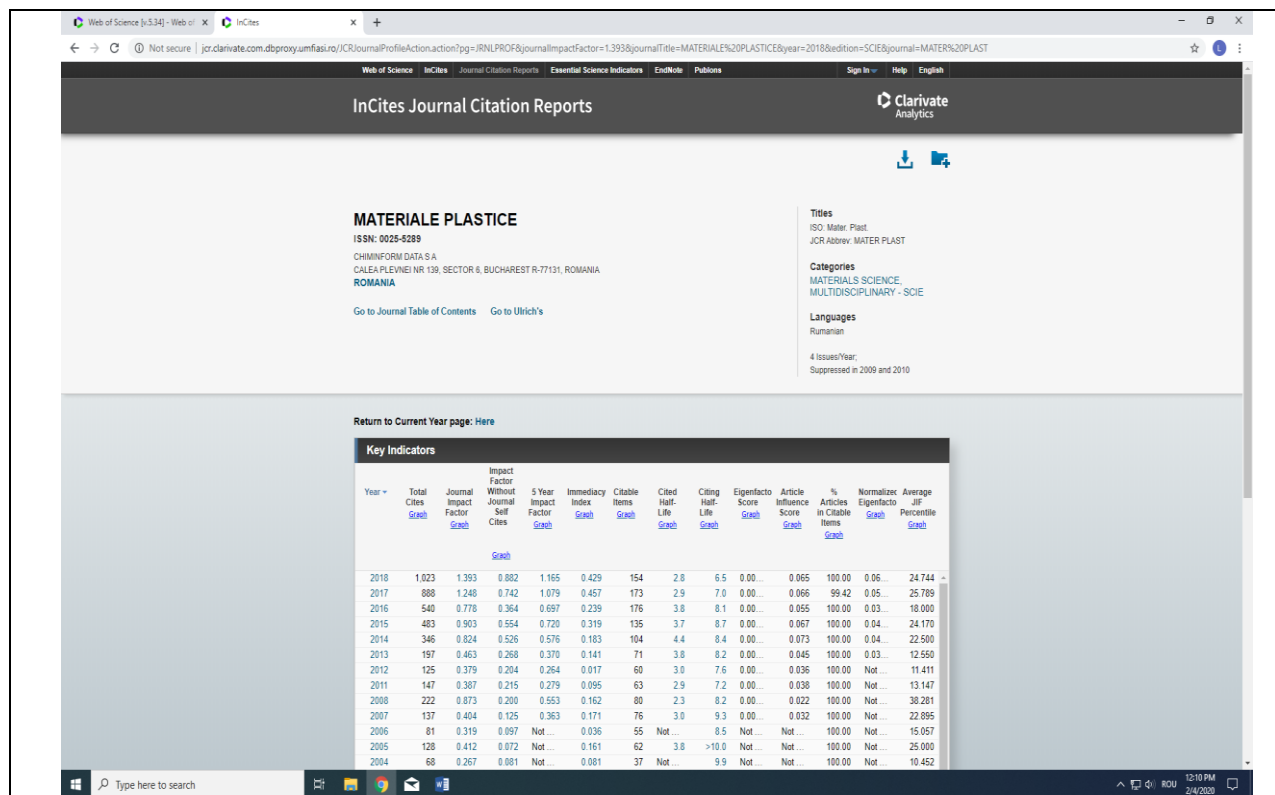 Web of Science [v.5.34] - Web of
InCites
Not secure | jcr.clarivate.com.dbproxy.umfiasi.ro/JCRJournalProfileAction.action?pg=JRNLPROF&journalImpactFactor=1.393&journalTitle=MATERIALE%20PLASTICE&year=2018&edition=SCIE&journal=MATER%20PLAST
Web of Science InCites Journal Citation Reports Essential Science Indicators EndNote Publons Sign In Help English
InCites Journal Citation Reports
Clarivate
Analytics
MATERIALE PLASTICE
ISSN: 0025-5289
CHIMINFORM DATA S A
CALEA PLEVNEI NR 139, SECTOR 6, BUCHAREST R-77131, ROMANIA
ROMANIA
Go to Journal Table of Contents Go to Ulrich's
Titles
ISO: Mater. Plast.
JCR Abbrev: MATER PLAST
Categories
MATERIALS SCIENCE,
MULTIDISCIPLINARY - SCIE
Languages
Rumanian
4 Issues/Year;
Suppressed in 2009 and 2010
Return to Current Year page: Here
Key Indicators
Year Total Cites Graph Journal Impact Factor Graph Impact Factor Without Journal Self Cites Graph 5 Year Impact Factor Graph Immediacy Index Graph Citable Items Graph Cited Half-Life Graph Citing Half-Life Graph Eigenfacto Score Graph Article Influence Score Graph % Articles in Citable Items Graph Normalizec Eigenfacto Graph Average JIF Percentile Graph
2018 1,023 1.393 0.882 1.165 0.429 154 2.8 6.5 0.00... 0.065 100.00 0.06... 24.744
2017 888 1.248 0.742 1.079 0.457 173 2.9 7.0 0.00... 0.066 99.42 0.05... 25.789
2016 540 0.778 0.364 0.697 0.239 176 3.8 8.1 0.00... 0.055 100.00 0.03... 18.000
2015 483 0.903 0.554 0.720 0.319 135 3.7 8.7 0.00... 0.067 100.00 0.04... 24.170
2014 346 0.824 0.526 0.576 0.183 104 4.4 8.4 0.00... 0.073 100.00 0.04... 22.500
2013 197 0.463 0.268 0.370 0.141 71 3.8 8.2 0.00... 0.045 100.00 0.03... 12.550
2012 125 0.379 0.204 0.264 0.017 60 3.0 7.6 0.00... 0.036 100.00 Not ... 11.411
2011 147 0.387 0.215 0.279 0.095 63 2.9 7.2 0.00... 0.038 100.00 Not ... 13.147
2008 222 0.873 0.200 0.553 0.162 80 2.3 8.2 0.00... 0.022 100.00 Not ... 38.281
2007 137 0.404 0.125 0.363 0.171 76 3.0 9.3 0.00... 0.032 100.00 Not ... 22.895
2006 81 0.319 0.097 Not ... 0.036 55 Not ... 8.5 Not ... Not ... 100.00 Not ... 15.057
2005 128 0.412 0.072 Not ... 0.161 62 3.8 >10.0 Not ... Not ... 100.00 Not ... 25.000
2004 68 0.267 0.081 Not ... 0.081 37 Not ... 9.9 Not ... Not ... 100.00 Not ... 10.452
Type here to search
ROU
12:10 PM
2/4/2020